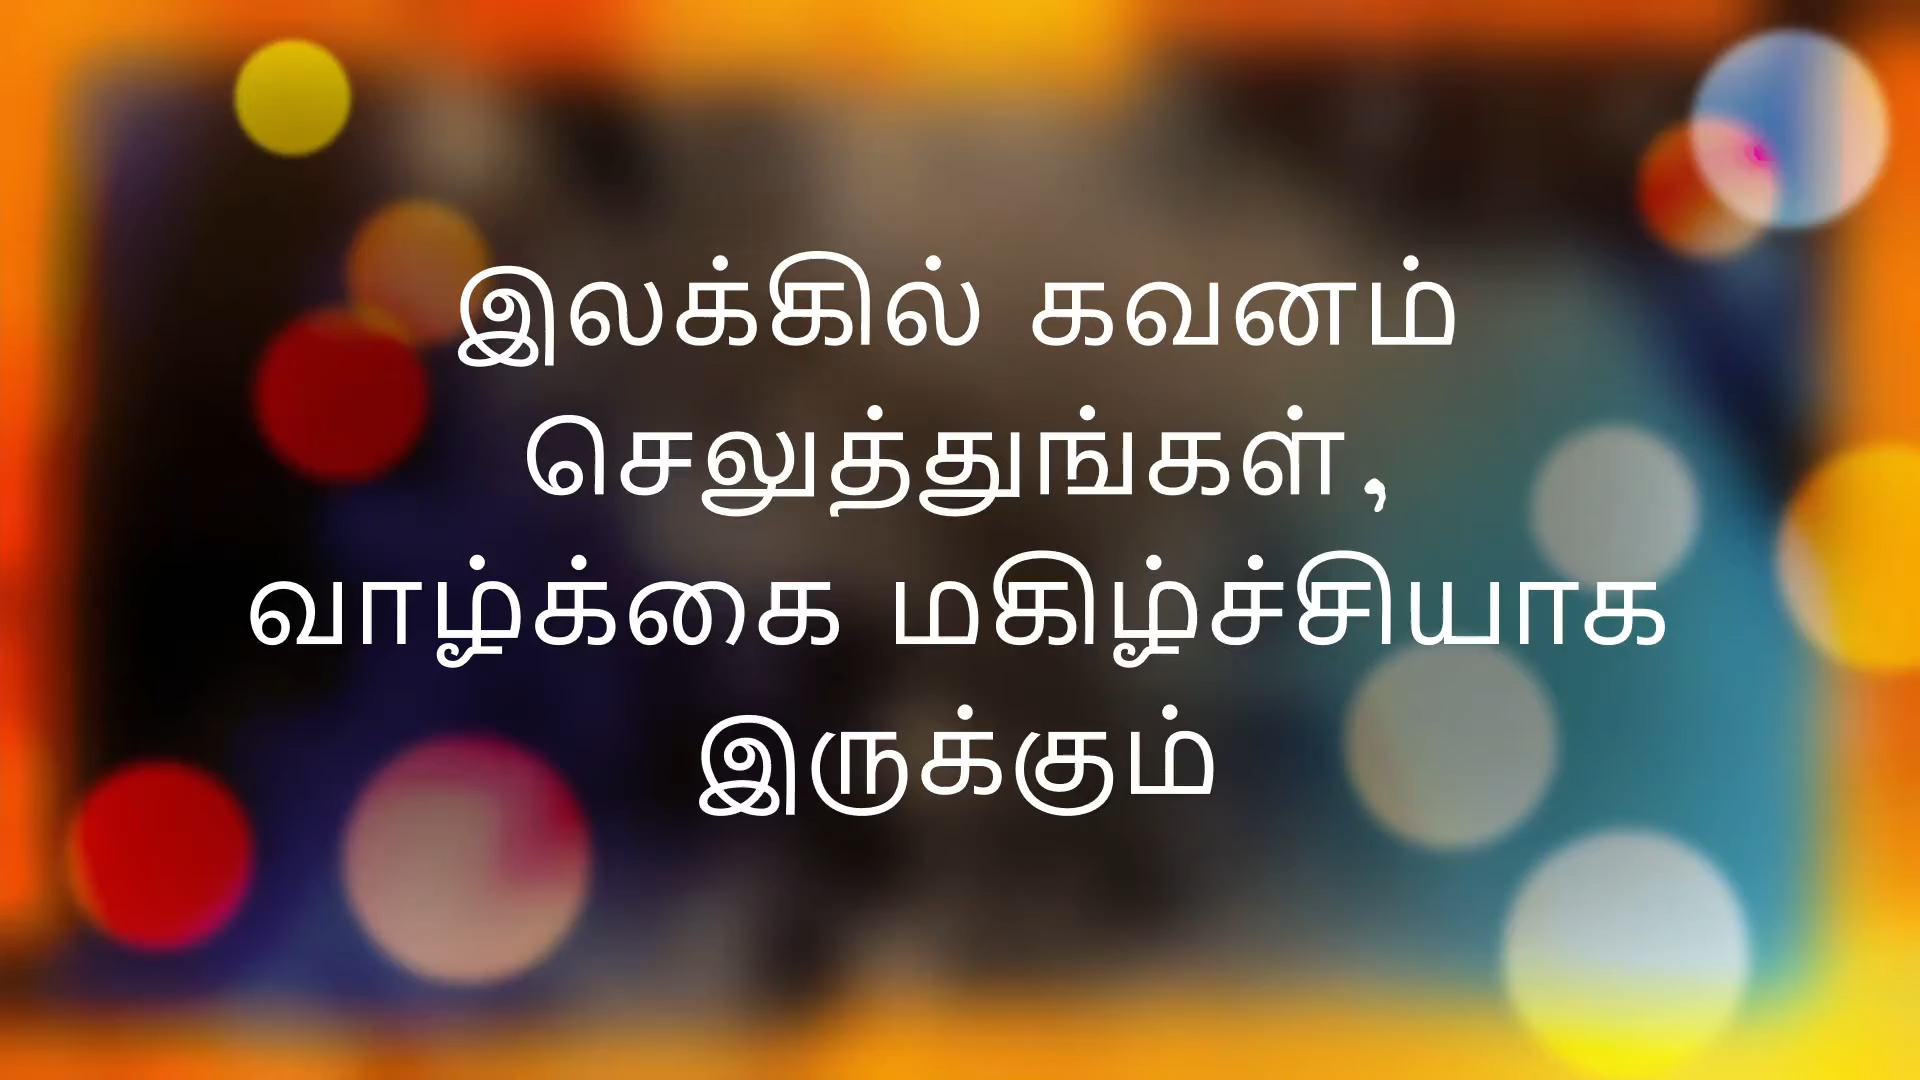 இலக்கில் கவனம்
செலுத்துங்கள்,
வாழ்க்கை மகிழ்ச்சியாக
இருக்கும்